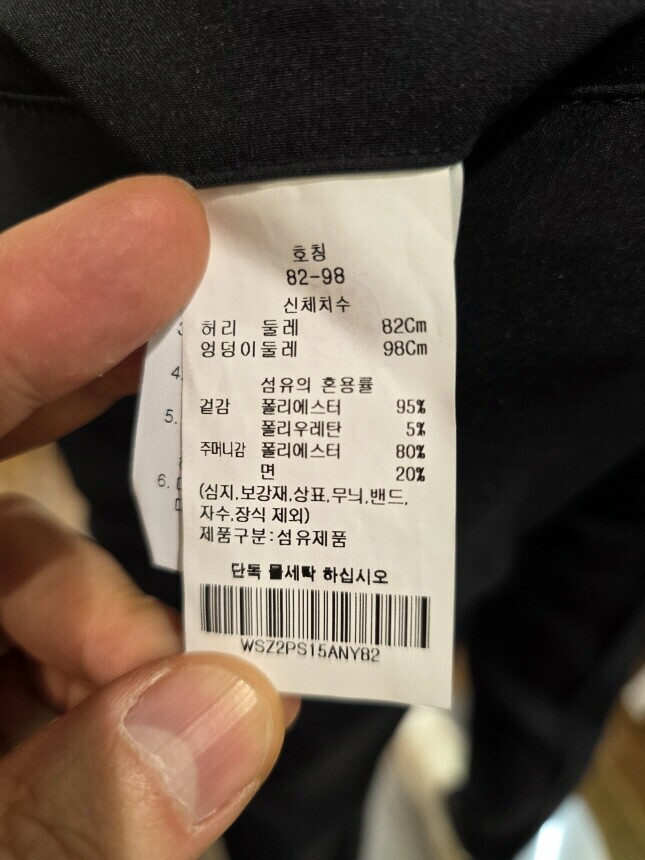 호칭
82-98
신체치수
허리 둘레 82Cm
엉덩이둘레 98Cm
섬유의 혼용률
겉감 폴리에스터 95%
폴리우레탄 5%
주머니감 폴리에스터 80%
면 20%
(심지,보강재,상표,무늬,밴드,
자수,장식 제외)
제품구분:섬유제품
단독 물세탁 하십시오
WSZ2PS15ANY82
4.
5.
6.